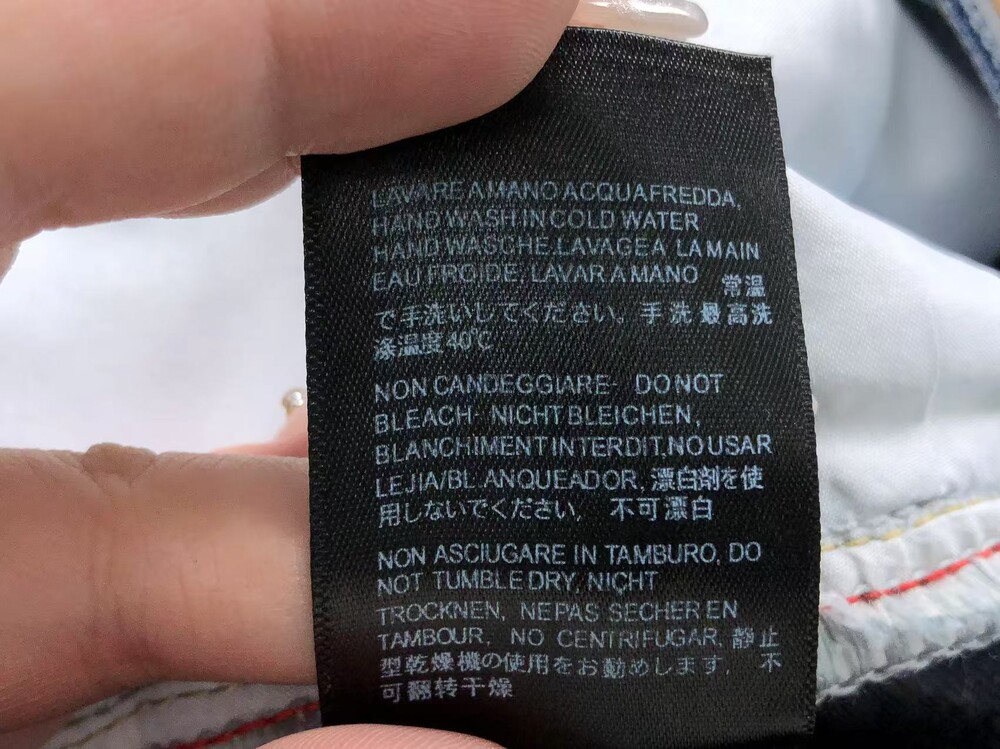 LAVARE A MANO ACQUA FREDDA,
HAND WASH IN COLD WATER
HAND WASCHE. LAVAGEA LA MAIN
EAU FROIDE, LAVAR A MANO 常温
で手洗いしてください。手洗最高洗
涤温度40℃
NON CANDEGGIARE- DO NOT
BLEACH- NICHT BLEICHEN,
BLANCHIMENT INTERDIT.NO USAR
LEJIA/BLANQUEADOR, 漂白剤を使
用しないでください, 不可漂白
NON ASCIUGARE IN TAMBURO, DO
NOT TUMBLE DRY, NICHT
TROCKNEN, NE PAS SECHER EN
TAMBOUR, NO CENTRIFUGAR, 静止
型乾燥機の使用をお勧めします, 不
可翻转干燥